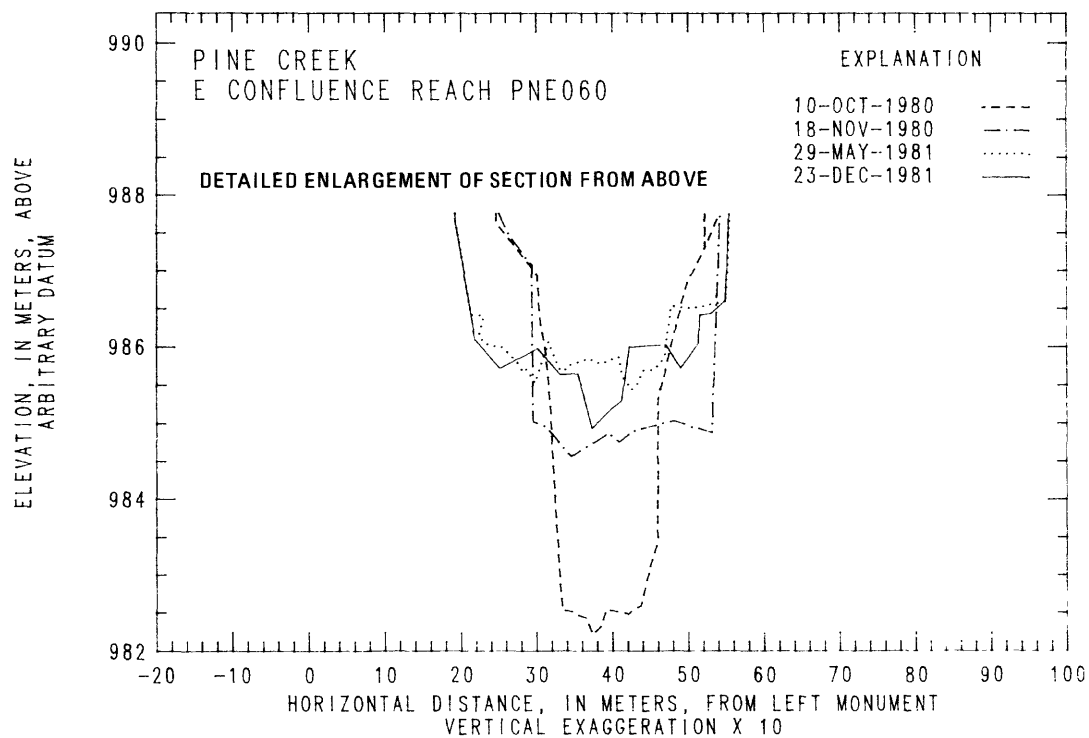 PINE CREEK
E CONFLUENCE REACH PNE060
DETAILED ENLARGEMENT OF SECTION FROM ABOVE
EXPLANATION
10-OCT-1980
18-NOV-1980
29-MAY-1981
23-DEC-1981
ELEVATION, IN METERS, ABOVE
ARBITRARY DATUM
990
988
986
984
982
-20 -10 0 10 20 30 40 50 60 70 80 90 100
HORIZONTAL DISTANCE, IN METERS, FROM LEFT MONUMENT
VERTICAL EXAGGERATION X 10